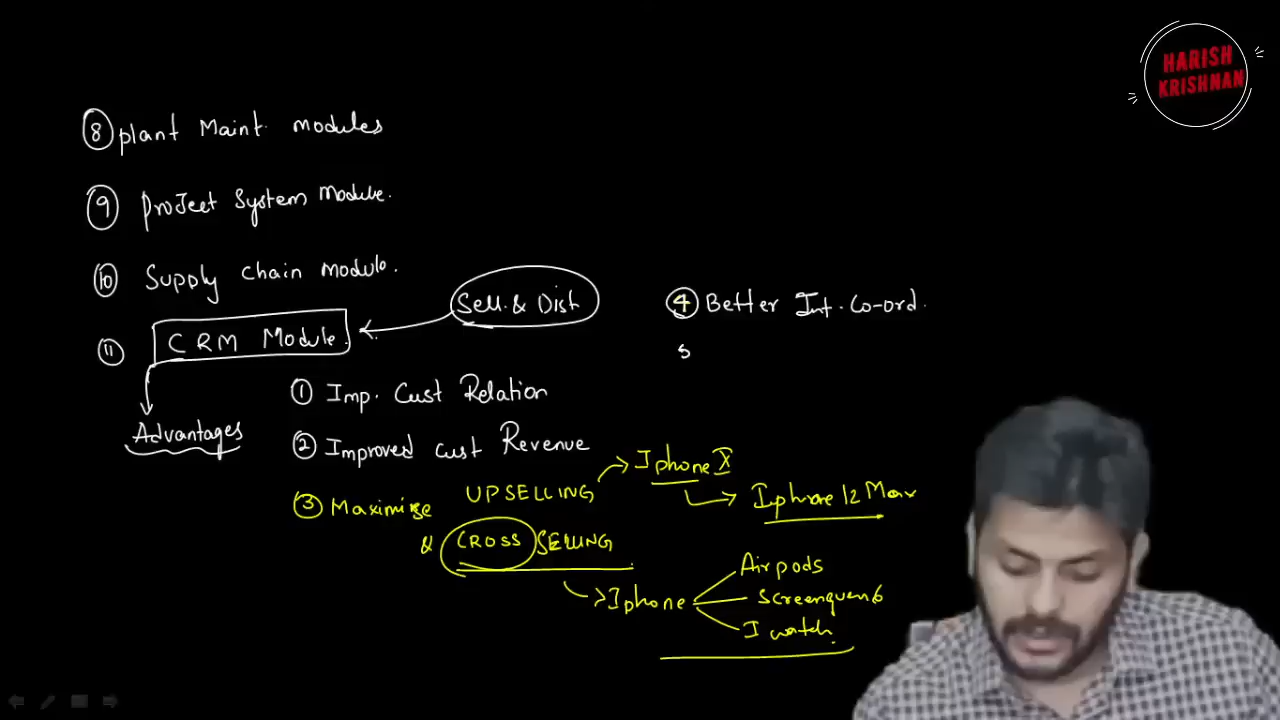 HARISH
KRISHNAN
8 plant Maint. modules
9 ProJect System Module.
10 Supply Chain module.
Sell. & Dist
11 CRM Module.
Advantages
1 Imp. Cust Relation
2 Improved cust Revenue
3 Maximise UPSELLING
& CROSS SELLING
Iphone X
Iphone 12 Max
Iphone
Airpods
I watch.
4 Better Int. Co-ord.
5